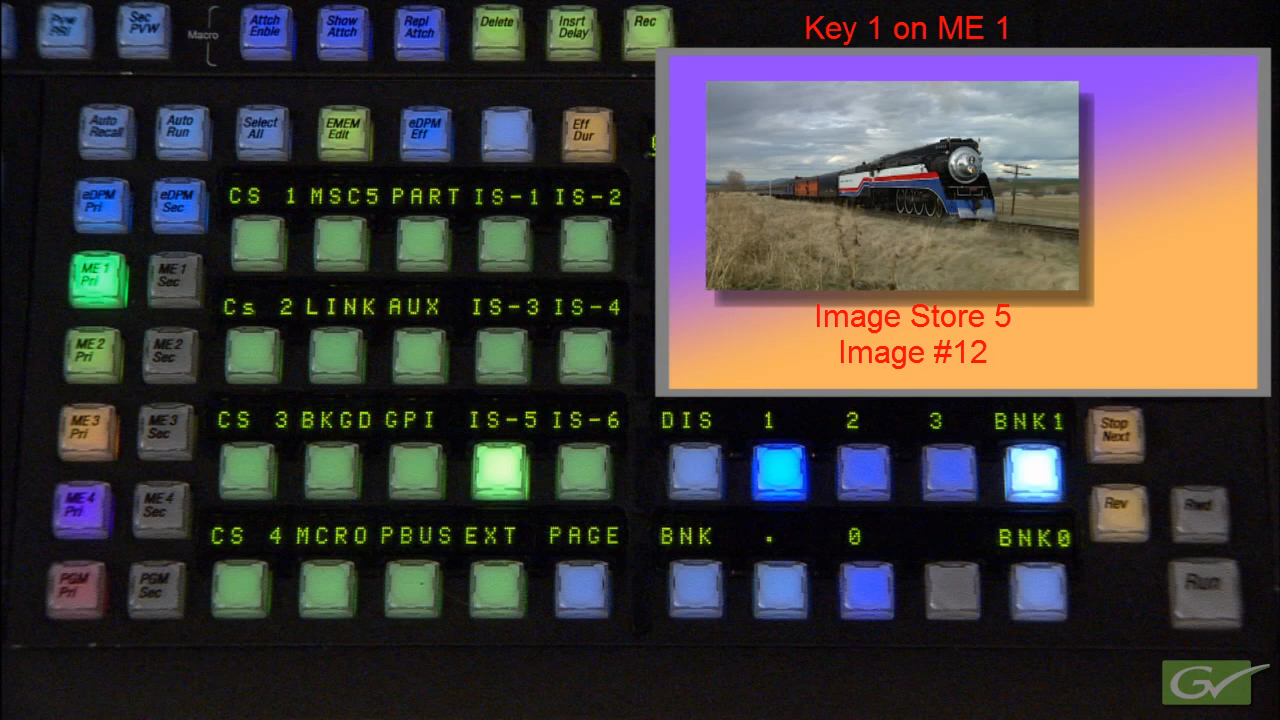 Pvw
Pri
Sec
PVW
Macro
Attch
Enble
Show
Attch
Repl
Attch
Delete
Insrt
Delay
Rec
Key 1 on ME 1
Auto
Recall
Auto
Run
Select
All
EMEM
Edit
eDPM
Eff
Eff
Dur
eDPM
Pri
eDPM
Sec
CS 1 MSC5 PART IS-1 IS-2
ME 1
Pri
ME 1
Sec
Cs 2 LINK AUX IS-3 IS-4
Image Store 5
Image #12
ME 2
Pri
ME 2
Sec
CS 3 BKGD GPI IS-5 IS-6
DIS 1 2 3 BNK1
ME 3
Pri
ME 3
Sec
Stop
Next
ME 4
Pri
ME 4
Sec
Rev
Rwd
CS 4 MCRO PBUS EXT PAGE
BNK . 0 BNK0
PGM
Pri
PGM
Sec
Run
GV